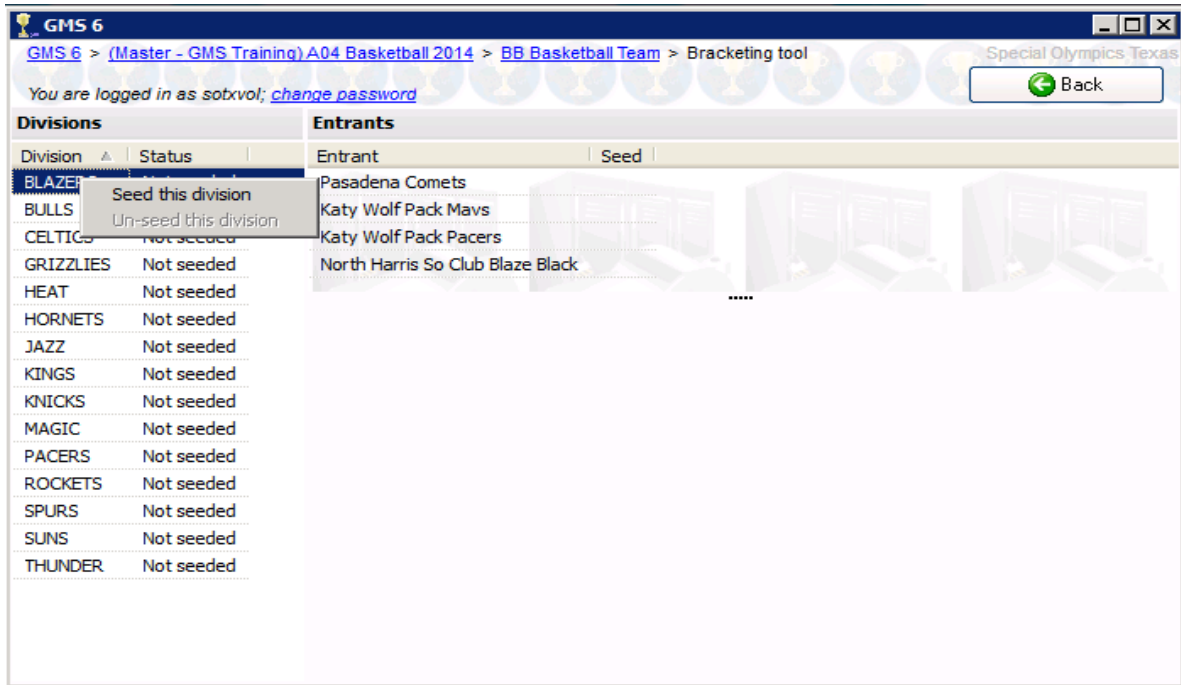 GMS 6
GMS 6 > (Master - GMS Training) A04 Basketball 2014 > BB Basketball Team > Bracketing tool
Special Olympics Texas
You are logged in as sotxvol; change password
Back
Divisions Entrants
Division Status Entrant Seed
Pasadena Comets
Seed this division
BULLS Katy Wolf Pack Mavs
Un-seed this division
CELTICS Not seeded Katy Wolf Pack Pacers
GRIZZLIES Not seeded North Harris So Club Blaze Black
HEAT Not seeded
HORNETS Not seeded
JAZZ Not seeded
KINGS Not seeded
KNICKS Not seeded
MAGIC Not seeded
PACERS Not seeded
ROCKETS Not seeded
SPURS Not seeded
SUNS Not seeded
THUNDER Not seeded